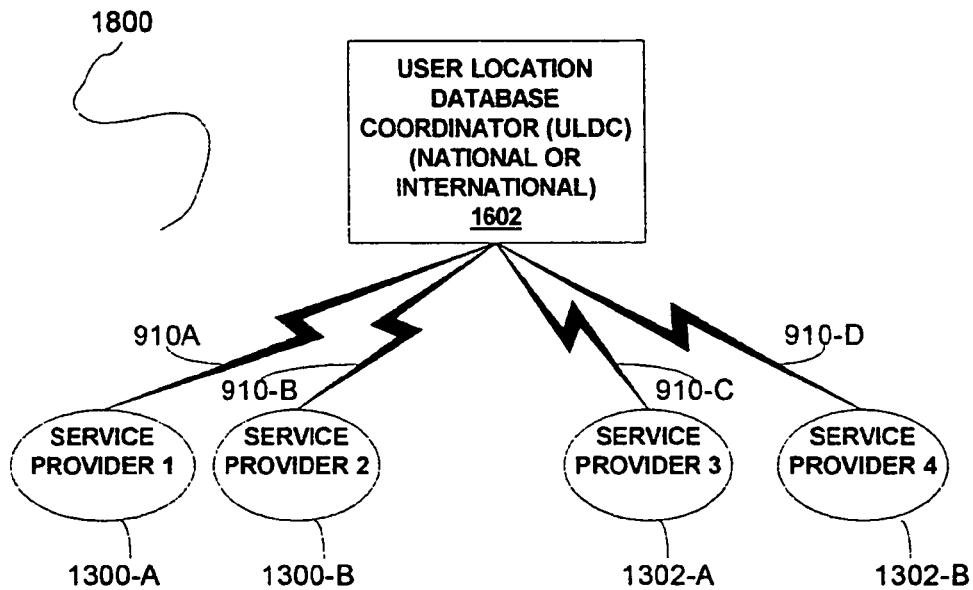 1800
USER LOCATION
DATABASE
COORDINATOR (ULDC)
(NATIONAL OR
INTERNATIONAL)
1602
910A
910-B
910-C
910-D
SERVICE
PROVIDER 1
SERVICE
PROVIDER 2
SERVICE
PROVIDER 3
SERVICE
PROVIDER 4
1300-A
1300-B
1302-A
1302-B